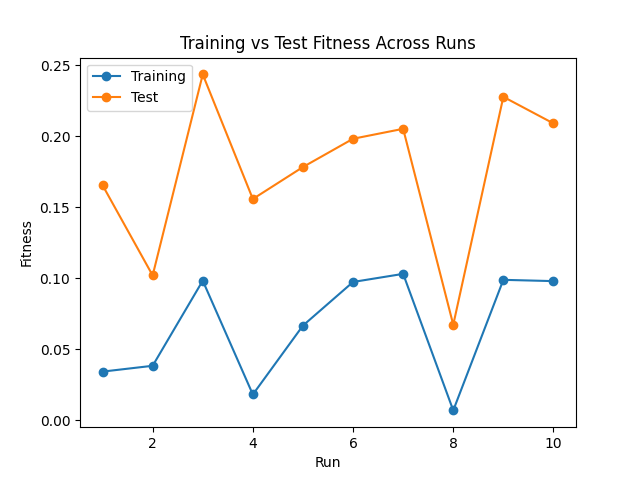 Training vs Test Fitness Across Runs
Training
Test
0.25
0.20
0.15
0.10
0.05
0.00
Fitness
2 4 6 8 10
Run